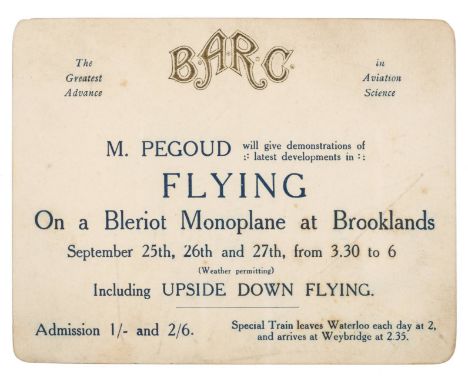 The
Greatest
Advance
B.A.R.C.
in
Aviation
Science
M. PEGOUD will give demonstrations of
:: latest developments in ::
FLYING
On a Bleriot Monoplane at Brooklands
September 25th, 26th and 27th, from 3.30 to 6
(Weather permitting)
Including UPSIDE DOWN FLYING.
Admission 1/- and 2/6.
Special Train leaves Waterloo each day at 2,
and arrives at Weybridge at 2.35.